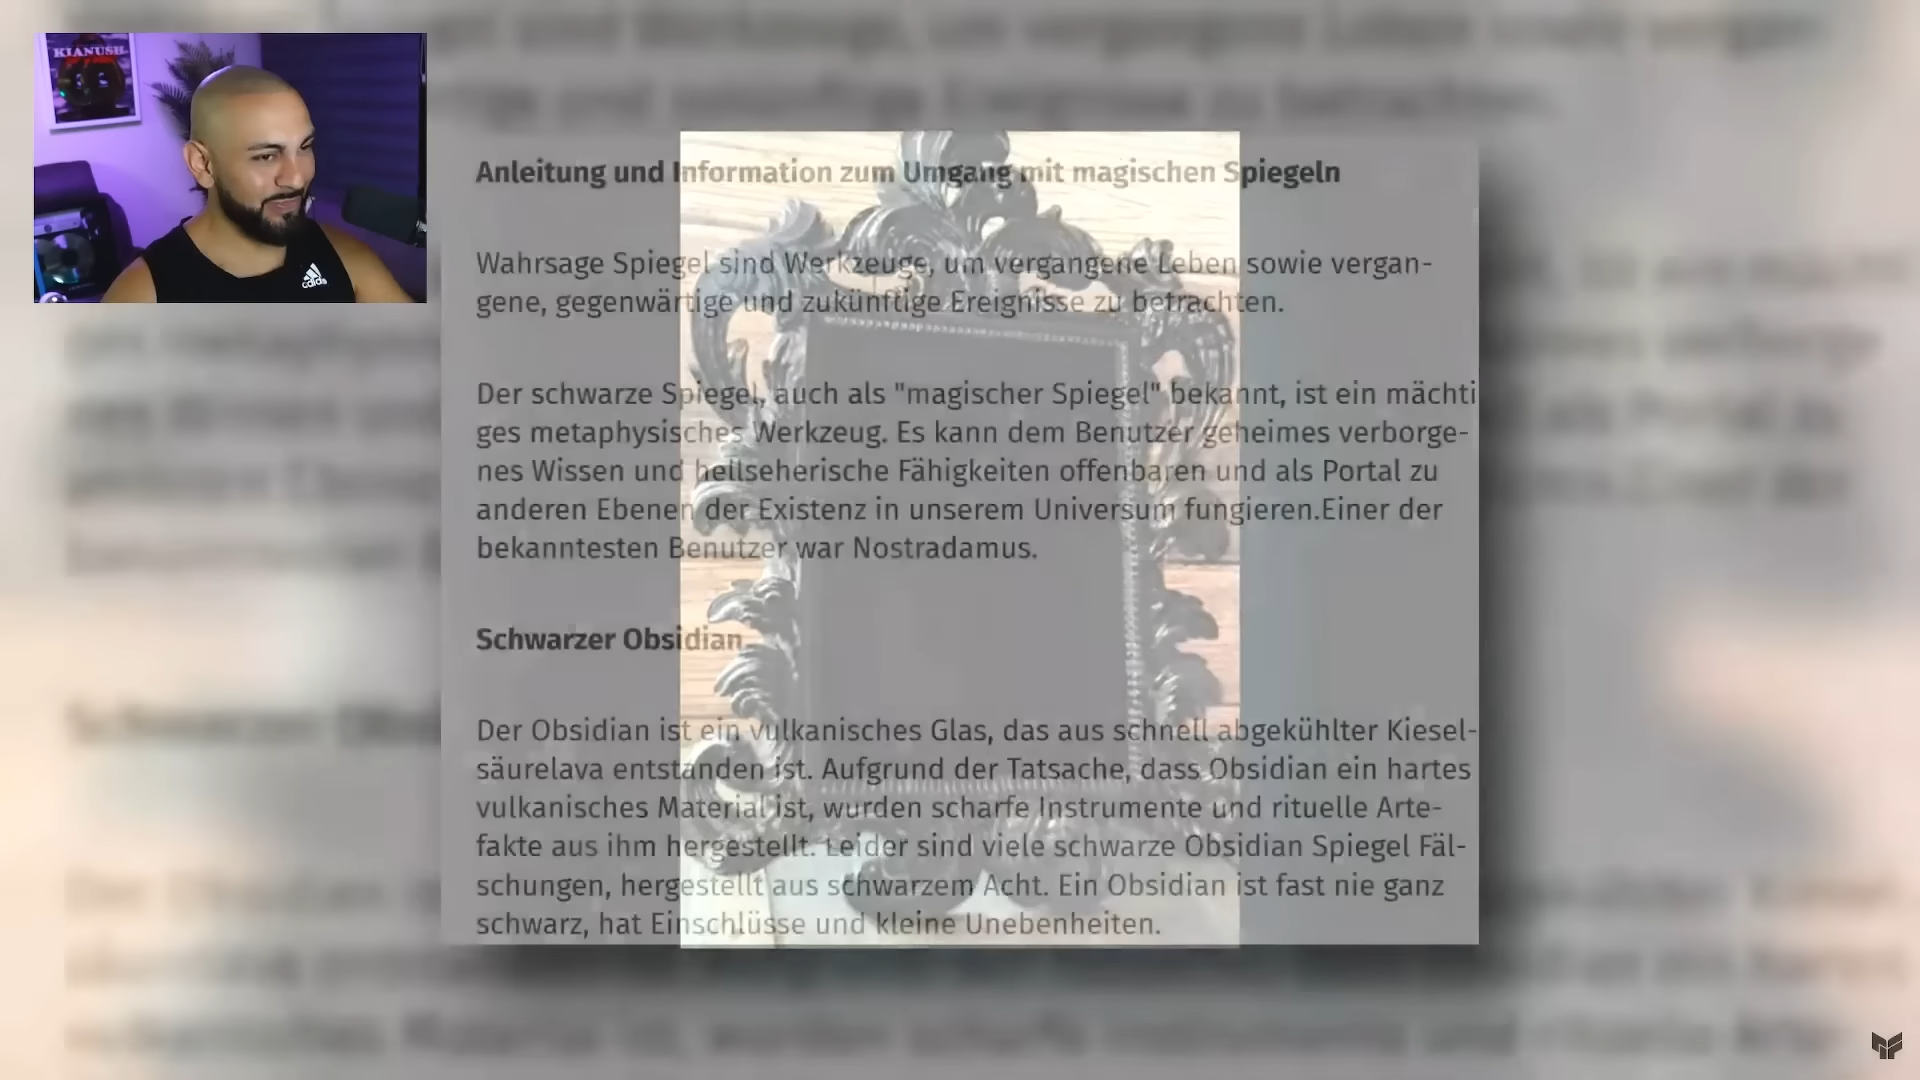 KIANUSH
adidas
Anleitung und Information zum Umgang mit magischen Spiegeln
Wahrsage Spiegel sind Werkzeuge, um vergangene Leben sowie vergan-
gene, gegenwärtige und zukünftige Ereignisse zu betrachten.
Der schwarze Spiegel, auch als "magischer Spiegel" bekannt, ist ein mächti
ges metaphysisches Werkzeug. Es kann dem Benutzer geheimes verborge-
nes Wissen und hellseherische Fähigkeiten offenbaren und als Portal zu
anderen Ebenen der Existenz in unserem Universum fungieren.Einer der
bekanntesten Benutzer war Nostradamus.
Schwarzer Obsidian
Der Obsidian ist ein vulkanisches Glas, das aus schnell abgekühlter Kiesel-
säurelava entstanden ist. Aufgrund der Tatsache, dass Obsidian ein hartes
vulkanisches Material ist, wurden scharfe Instrumente und rituelle Arte-
fakte aus ihm hergestellt. Leider sind viele schwarze Obsidian Spiegel Fäl-
schungen, hergestellt aus schwarzem Acht. Ein Obsidian ist fast nie ganz
schwarz, hat Einschlüsse und kleine Unebenheiten.